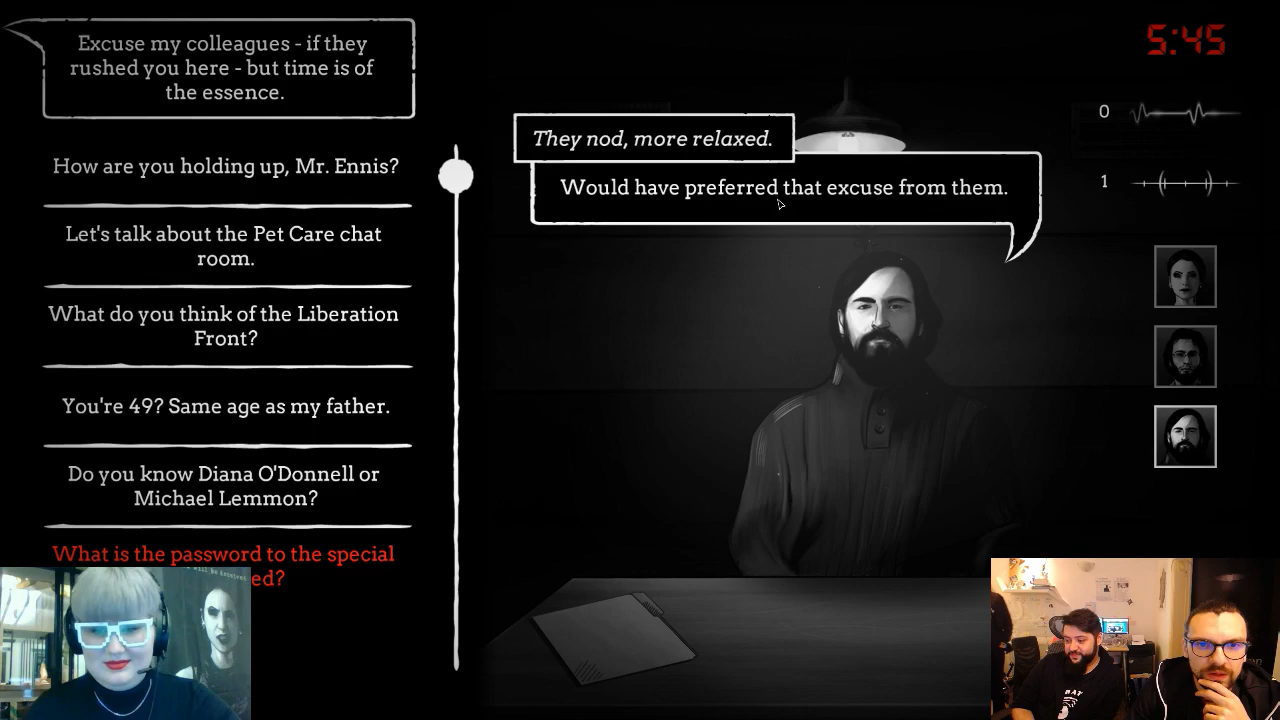 Excuse my colleagues - if they
rushed you here - but time is of
the essence.
5:45
0
1
They nod, more relaxed.
Would have preferred that excuse from them.
How are you holding up, Mr. Ennis?
Let's talk about the Pet Care chat
room.
What do you think of the Liberation
Front?
You're 49? Same age as my father.
Do you know Diana O'Donnell or
Michael Lemmon?
What is the password to the special
ed?